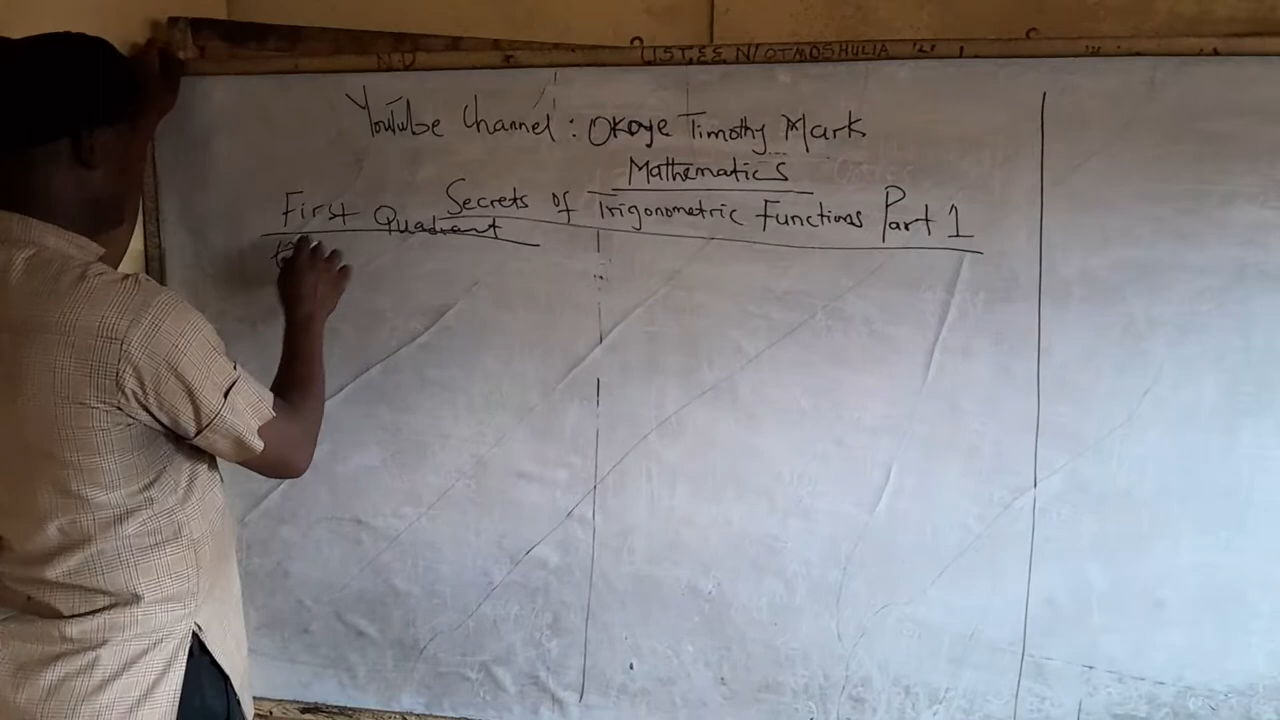 YouTube Channel: Okoye Timothy Mark
Mathematics
Secrets of Trigonometric Functions Part 1
First Quadrant